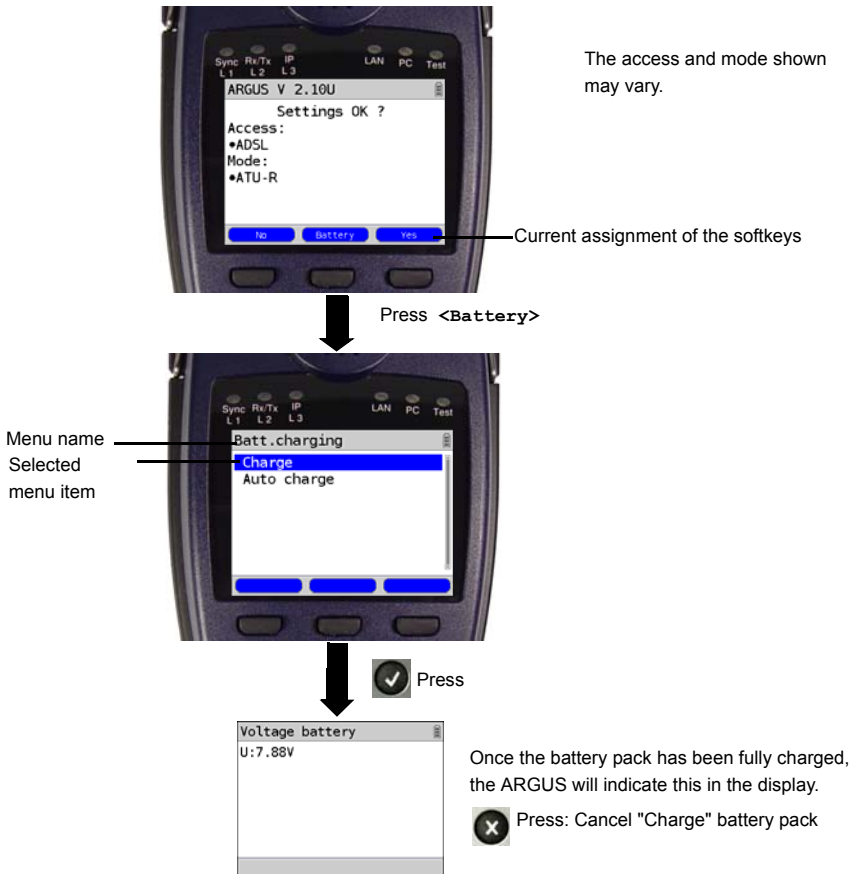 Sync Rx/Tx IP LAN PC Test
L1 L2 L3
ARGUS V 2.10U
Settings OK ?
Access:
•ADSL
Mode:
•ATU-R
No Battery Yes
The access and mode shown
may vary.
Current assignment of the softkeys
Press <Battery>
Sync Rx/Tx IP LAN PC Test
L1 L2 L3
Menu name
Selected
menu item
Batt.charging
Charge
Auto charge
Press
Voltage battery
U:7.88V
Once the battery pack has been fully charged,
the ARGUS will indicate this in the display.
Press: Cancel "Charge" battery pack